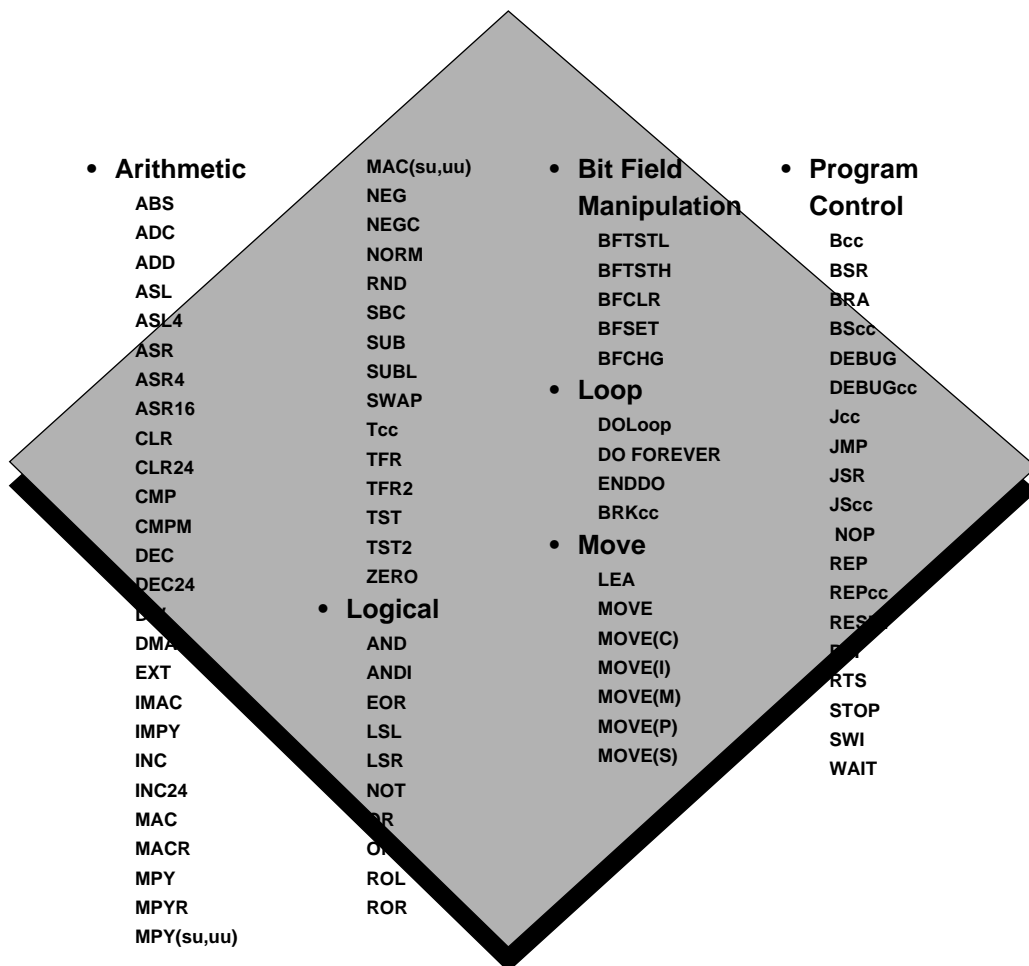 • Arithmetic
ABS
ADC
ADD
ASL
ASL4
ASR
ASR4
ASR16
CLR
CLR24
CMP
CMPM
DEC
DEC24
DMA
EXT
IMAC
IMPY
INC
INC24
MAC
MACR
MPY
MPYR
MPY(su,uu)
MAC(su,uu)
NEG
NEGC
NORM
RND
SBC
SUB
SUBL
SWAP
Tcc
TFR
TFR2
TST
TST2
ZERO
• Logical
AND
ANDI
EOR
LSL
LSR
NOT
OR
ROL
ROR
• Bit Field
Manipulation
BFTSTL
BFTSTH
BFCLR
BFSET
BFCHG
• Loop
DOLoop
DO FOREVER
ENDDO
BRKcc
• Move
LEA
MOVE
MOVE(C)
MOVE(I)
MOVE(M)
MOVE(P)
MOVE(S)
• Program
Control
Bcc
BSR
BRA
BScc
DEBUG
DEBUGcc
Jcc
JMP
JSR
JScc
NOP
REP
REPcc
RTS
STOP
SWI
WAIT